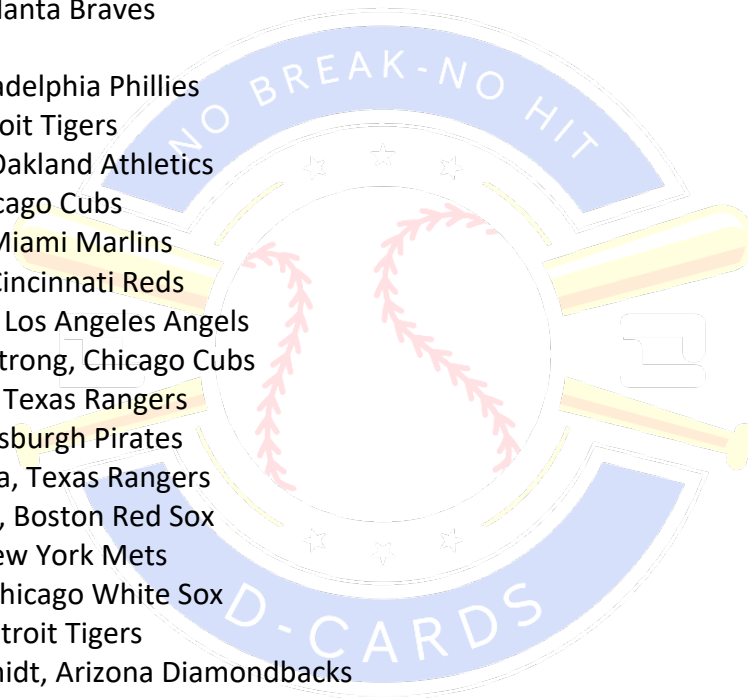 lanta Braves
NO BREAK-NO HIT
adelphia Phillies
oit Tigers
Oakland Athletics
cago Cubs
Miami Marlins
Cincinnati Reds
Los Angeles Angels
trong, Chicago Cubs
Texas Rangers
sburgh Pirates
a, Texas Rangers
, Boston Red Sox
ew York Mets
hicago White Sox
troit Tigers
midt, Arizona Diamondbacks
D-CARDS